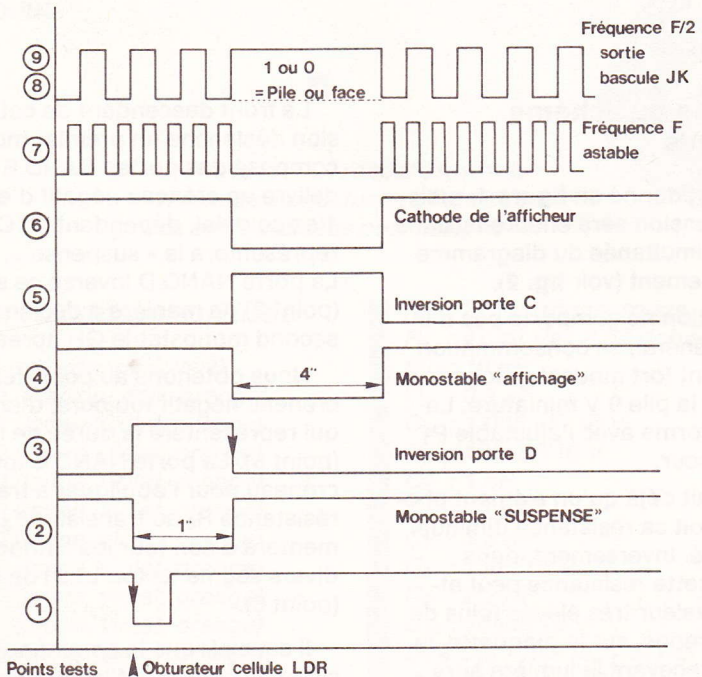 Fréquence F/2
9
sortie
8
1 ou 0
bascule JK
= Pile ou face
Fréquence F
7
astable
6
Cathode de l'afficheur
5
Inversion porte C
4
4"
Monostable "affichage"
3
Inversion porte D
2
Monostable "SUSPENSE"
1"
1
Points tests
Obturateur cellule LDR